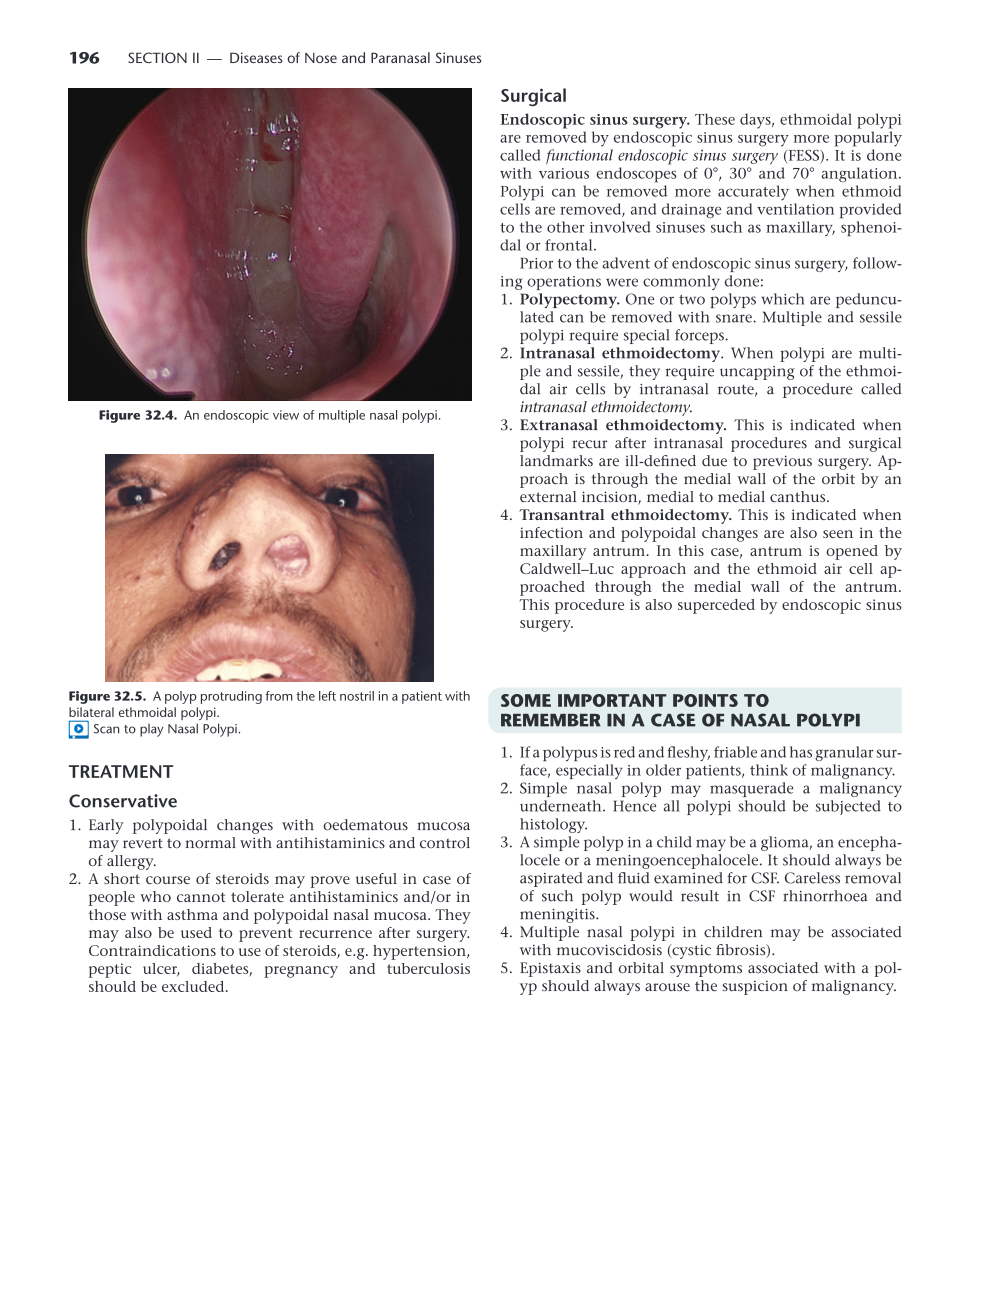 196 SECTION II — Diseases of Nose and Paranasal Sinuses
Figure 32.4. An endoscopic view of multiple nasal polypi.
Figure 32.5. A polyp protruding from the left nostril in a patient with
bilateral ethmoidal polypi.
Scan to play Nasal Polypi.
TREATMENT
Conservative
1. Early polypoidal changes with oedematous mucosa
may revert to normal with antihistaminics and control
of allergy.
2. A short course of steroids may prove useful in case of
people who cannot tolerate antihistaminics and/or in
those with asthma and polypoidal nasal mucosa. They
may also be used to prevent recurrence after surgery.
Contraindications to use of steroids, e.g. hypertension,
peptic ulcer, diabetes, pregnancy and tuberculosis
should be excluded.
Surgical
Endoscopic sinus surgery. These days, ethmoidal polypi
are removed by endoscopic sinus surgery more popularly
called functional endoscopic sinus surgery (FESS). It is done
with various endoscopes of 0°, 30° and 70° angulation.
Polypi can be removed more accurately when ethmoid
cells are removed, and drainage and ventilation provided
to the other involved sinuses such as maxillary, sphenoi-
dal or frontal.
Prior to the advent of endoscopic sinus surgery, follow-
ing operations were commonly done:
1. Polypectomy. One or two polyps which are peduncu-
lated can be removed with snare. Multiple and sessile
polypi require special forceps.
2. Intranasal ethmoidectomy. When polypi are multi-
ple and sessile, they require uncapping of the ethmoi-
dal air cells by intranasal route, a procedure called
intranasal ethmoidectomy.
3. Extranasal ethmoidectomy. This is indicated when
polypi recur after intranasal procedures and surgical
landmarks are ill-defined due to previous surgery. Ap-
proach is through the medial wall of the orbit by an
external incision, medial to medial canthus.
4. Transantral ethmoidectomy. This is indicated when
infection and polypoidal changes are also seen in the
maxillary antrum. In this case, antrum is opened by
Caldwell–Luc approach and the ethmoid air cell ap-
proached through the medial wall of the antrum.
This procedure is also superceded by endoscopic sinus
surgery.
SOME IMPORTANT POINTS TO
REMEMBER IN A CASE OF NASAL POLYPI
1. If a polypus is red and fleshy, friable and has granular sur-
face, especially in older patients, think of malignancy.
2. Simple nasal polyp may masquerade a malignancy
underneath. Hence all polypi should be subjected to
histology.
3. A simple polyp in a child may be a glioma, an encepha-
locele or a meningoencephalocele. It should always be
aspirated and fluid examined for CSF. Careless removal
of such polyp would result in CSF rhinorrhoea and
meningitis.
4. Multiple nasal polypi in children may be associated
with mucoviscidosis (cystic fibrosis).
5. Epistaxis and orbital symptoms associated with a pol-
yp should always arouse the suspicion of malignancy.